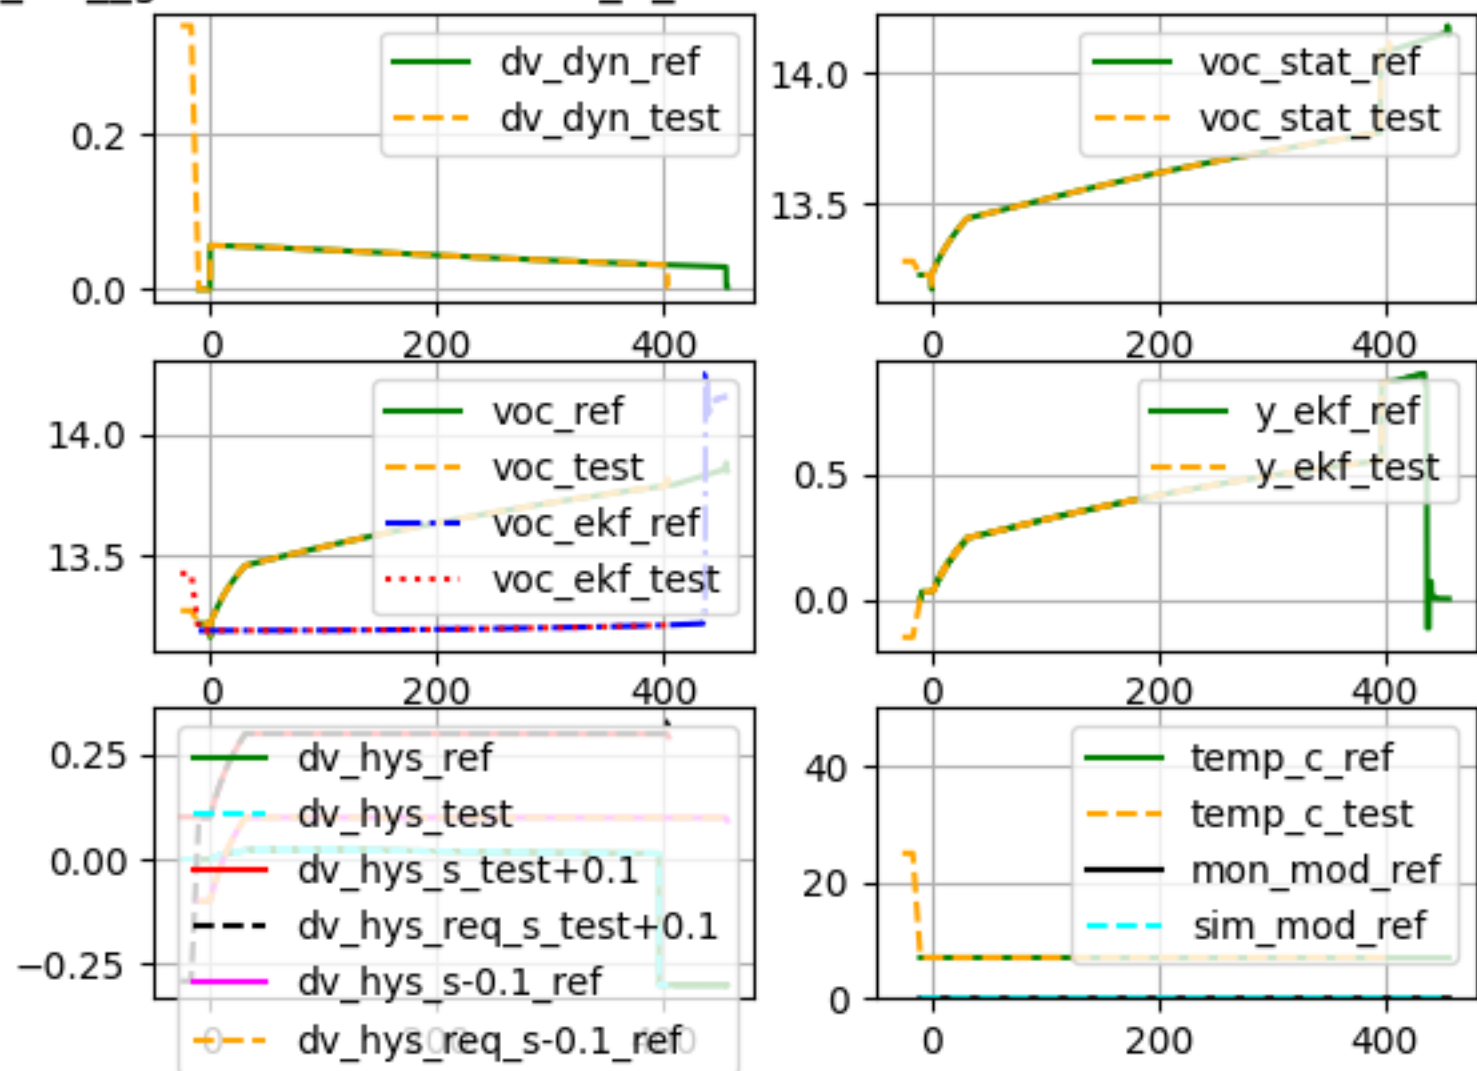 dv_dyn_ref
dv_dyn_test
0.2
0.0
0 200 400
voc_stat_ref
voc_stat_test
14.0
13.5
0 200 400
voc_ref
voc_test
voc_ekf_ref
voc_ekf_test
14.0
13.5
0 200 400
y_ekf_ref
y_ekf_test
0.5
0.0
0 200 400
dv_hys_ref
dv_hys_test
dv_hys_s_test+0.1
dv_hys_req_s_test+0.1
dv_hys_s-0.1_ref
dv_hys_req_s-0.1_ref
0.25
0.00
−0.25
0 200 400
temp_c_ref
temp_c_test
mon_mod_ref
sim_mod_ref
40
20
0
0 200 400